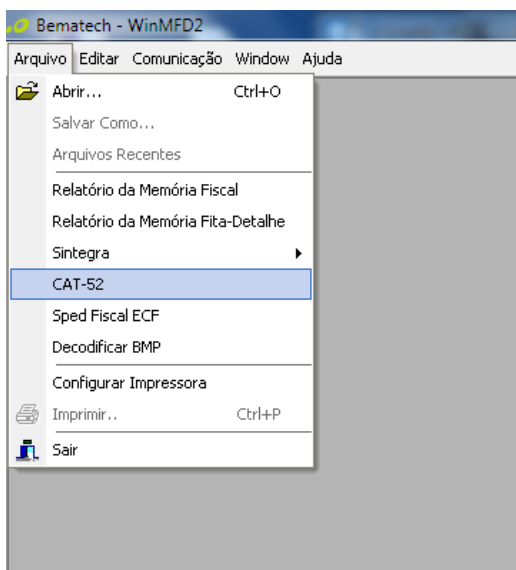 Bematech - WinMFD2
Arquivo Editar Comunicação Window Ajuda
Abrir... Ctrl+O
Salvar Como...
Arquivos Recentes
Relatório da Memória Fiscal
Relatório da Memória Fita-Detalhe
Sintegra
CAT-52
Sped Fiscal ECF
Decodificar BMP
Configurar Impressora
Imprimir.. Ctrl+P
Sair